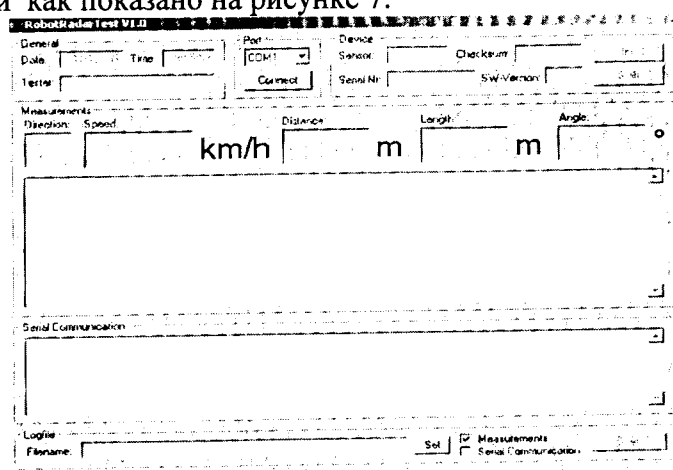 и как показано на рисунке 7.
RobotRadarTest V1.0
General
Date: Time:
Tester:
Port
COM1
Connect
Device
Sensor: Checksum:
Serial Nr: SW-Version:
Measurements
Direction: Speed: Distance: Length: Angle:
km/h m m °
Serial Communication
Logfile
Filename: Set
Measurements
Serial Communication